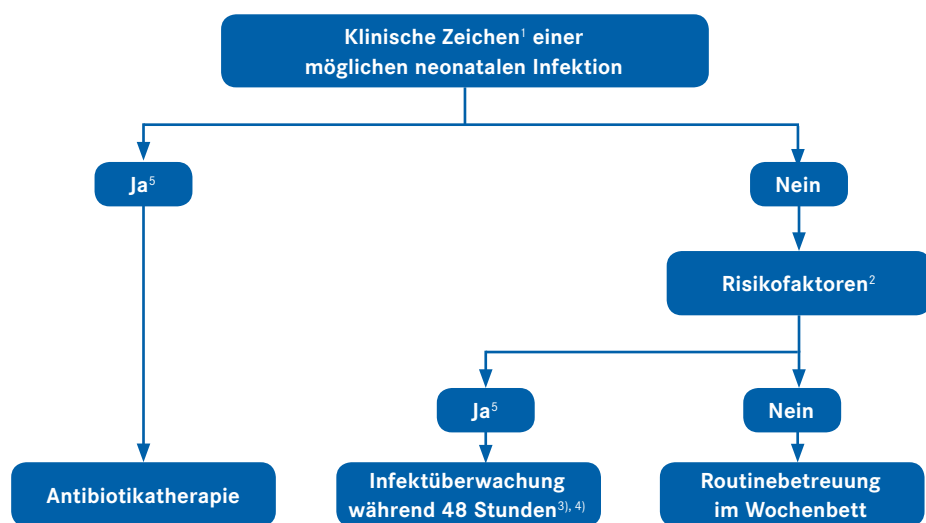 Klinische Zeichen¹ einer
möglichen neonatalen Infektion
Ja⁵
Nein
Risikofaktoren²
Ja⁵
Nein
Antibiotikatherapie
Infektüberwachung
während 48 Stunden³⁾, ⁴⁾
Routinebetreuung
im Wochenbett